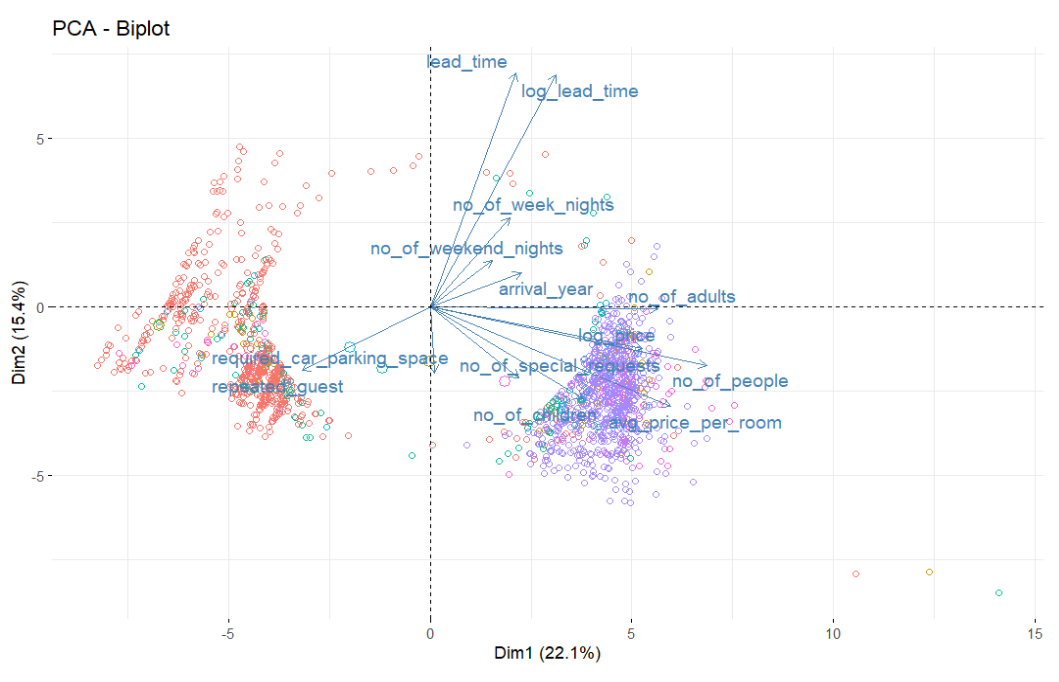 PCA - Biplot
lead_time
log_lead_time
5
no_of_week_nights
no_of_weekend_nights
arrival_year
no_of_adults
0
log_price
required_car_parking_space
no_of_special_requests
repeated_guest
no_of_people
no_of_children
avg_price_per_room
-5
Dim2 (15.4%)
-5
0
5
10
15
Dim1 (22.1%)